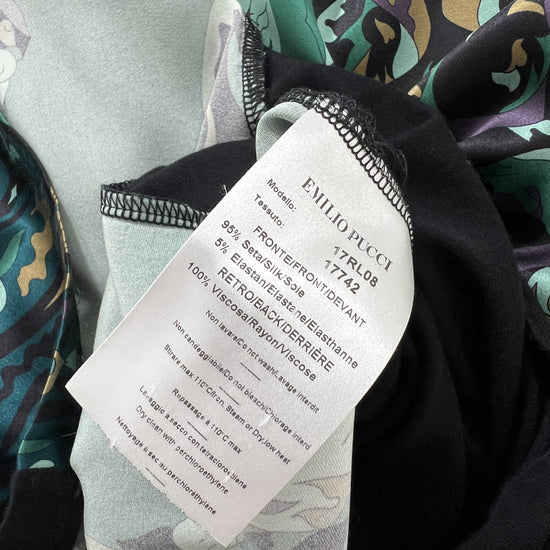 EMILIO PUCCI
Modello: 17RL08
Tessuto: 17742
FRONTE/FRONT/DEVANT
95% Seta/Silk/Soie
5% Elastan/Elastane/Elasthanne
RETRO/BACK/DERRIÈRE
100% Viscosa/Rayon/Viscose
Non lavare/Do not wash/Lavage interdit
Non candeggiabile/Do not bleach/Chlorage interdit
Stirare max 110°C/Iron, Steam or Dry, low heat
Repassage à 110°C max
Lavaggio a secco con tetracloroetilene
Dry clean with perchloroethylene
Nettoyage à sec au perchloréthylène